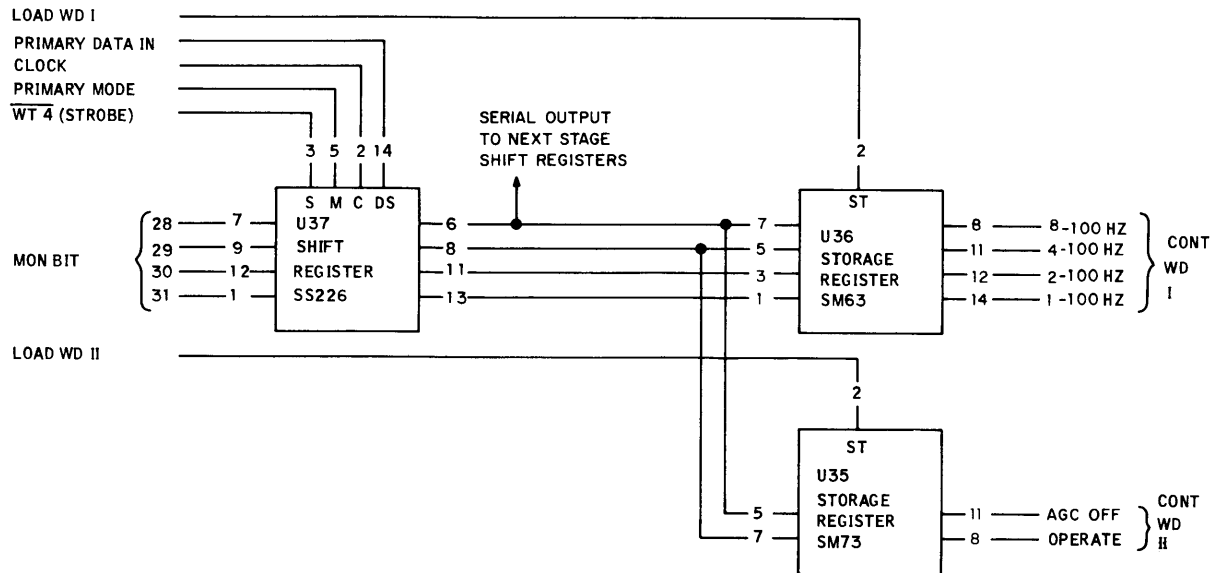 LOAD WD I
PRIMARY DATA IN
CLOCK
PRIMARY MODE
WT 4 (STROBE)
SERIAL OUTPUT
TO NEXT STAGE
SHIFT REGISTERS
3 5 2 14
2
S M C DS
ST
MON BIT
28 7
29 9
30 12
31 1
U37
SHIFT
REGISTER
SS226
6
8
11
13
7
5
3
1
U36
STORAGE
REGISTER
SM63
8 8-100 HZ
11 4-100 HZ
12 2-100 HZ
14 1-100 HZ
CONT
WD
I
LOAD WD II
2
ST
U35
STORAGE
REGISTER
SM73
5
7
11 AGC OFF
8 OPERATE
CONT
WD
II